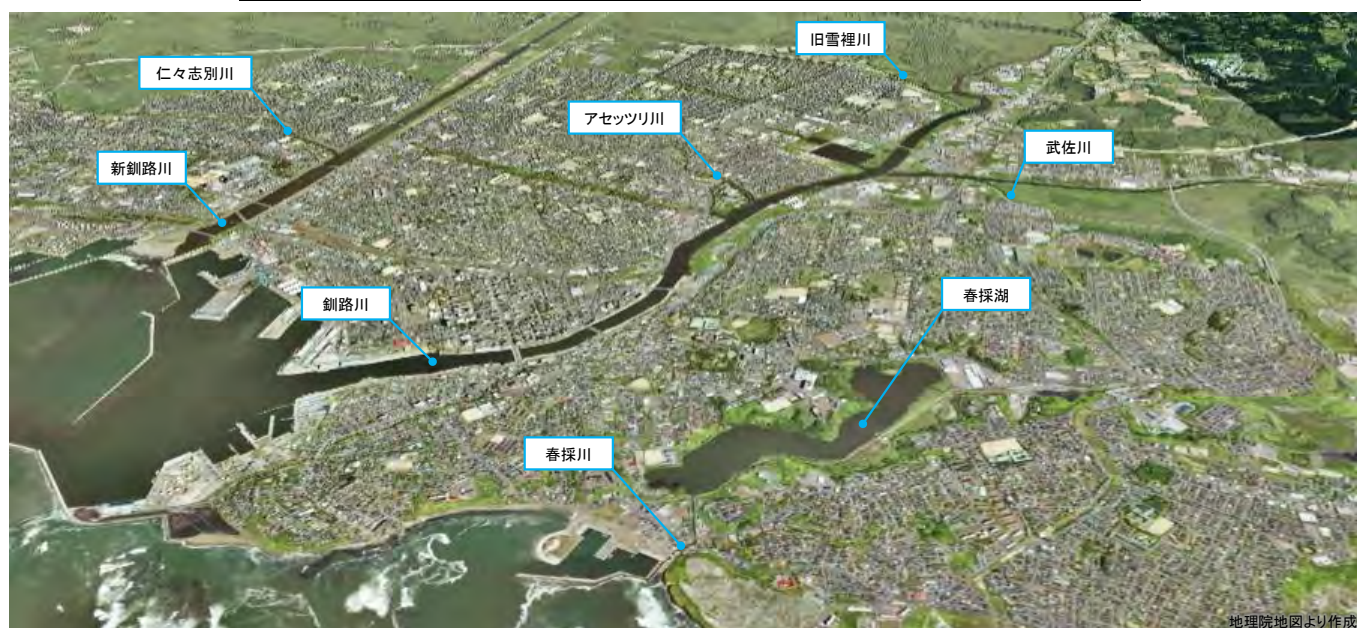 旧雪裡川
仁々志別川
アセッツリ川
武佐川
新釧路川
釧路川
春採湖
春採川
地理院地図より作成